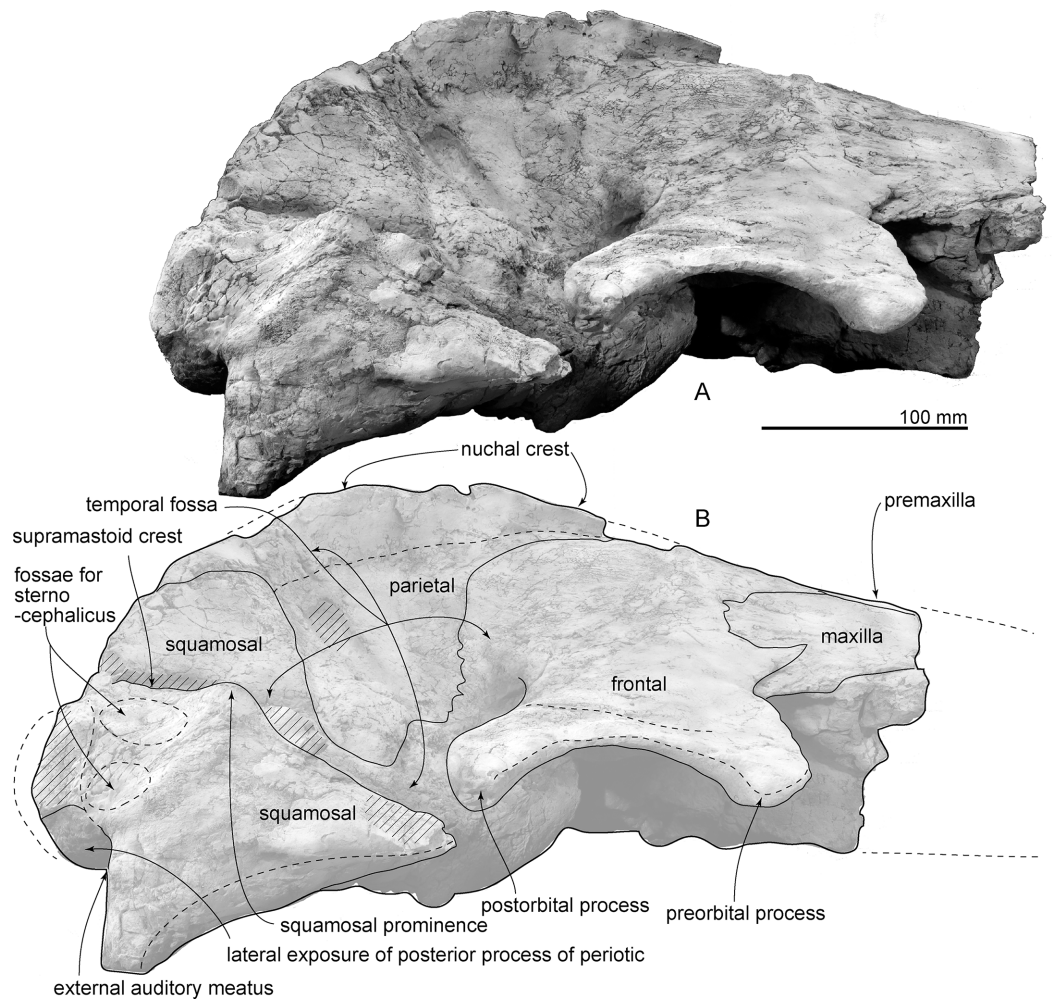 A
100 mm
nuchal crest
temporal fossa
B
premaxilla
supramastoid crest
fossae for
sterno
-cephalicus
parietal
squamosal
maxilla
frontal
squamosal
postorbital process
preorbital process
squamosal prominence
lateral exposure of posterior process of periotic
external auditory meatus